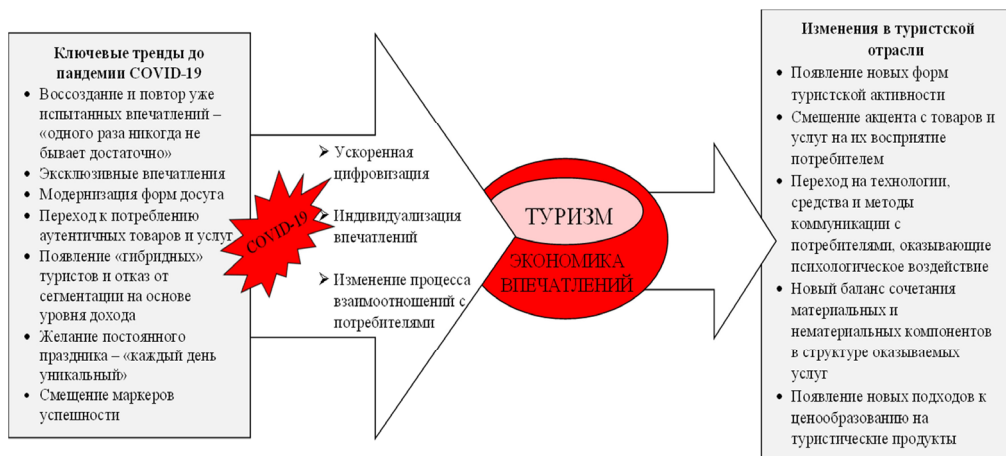 Ключевые тренды до
пандемии COVID-19
• Воссоздание и повтор уже
испытанных впечатлений –
«одного раза никогда не
бывает достаточно»
• Эксклюзивные впечатления
• Модернизация форм досуга
• Переход к потреблению
аутентичных товаров и услуг
• Появление «гибридных»
туристов и отказ от
сегментации на основе
уровня дохода
• Желание постоянного
праздника – «каждый день
уникальный»
• Смещение маркеров
успешности
COVID-19
➢ Ускоренная
цифровизация
➢ Индивидуализация
впечатлений
➢ Изменение процесса
взаимоотношений с
потребителями
ТУРИЗМ
ЭКОНОМИКА
ВПЕЧАТЛЕНИЙ
Изменения в туристской
отрасли
• Появление новых форм
туристской активности
• Смещение акцента с товаров и
услуг на их восприятие
потребителем
• Переход на технологии,
средства и методы
коммуникации с
потребителями, оказывающие
психологическое воздействие
• Новый баланс сочетания
материальных и
нематериальных компонентов
в структуре оказываемых
услуг
• Появление новых подходов к
ценообразованию на
туристические продукты